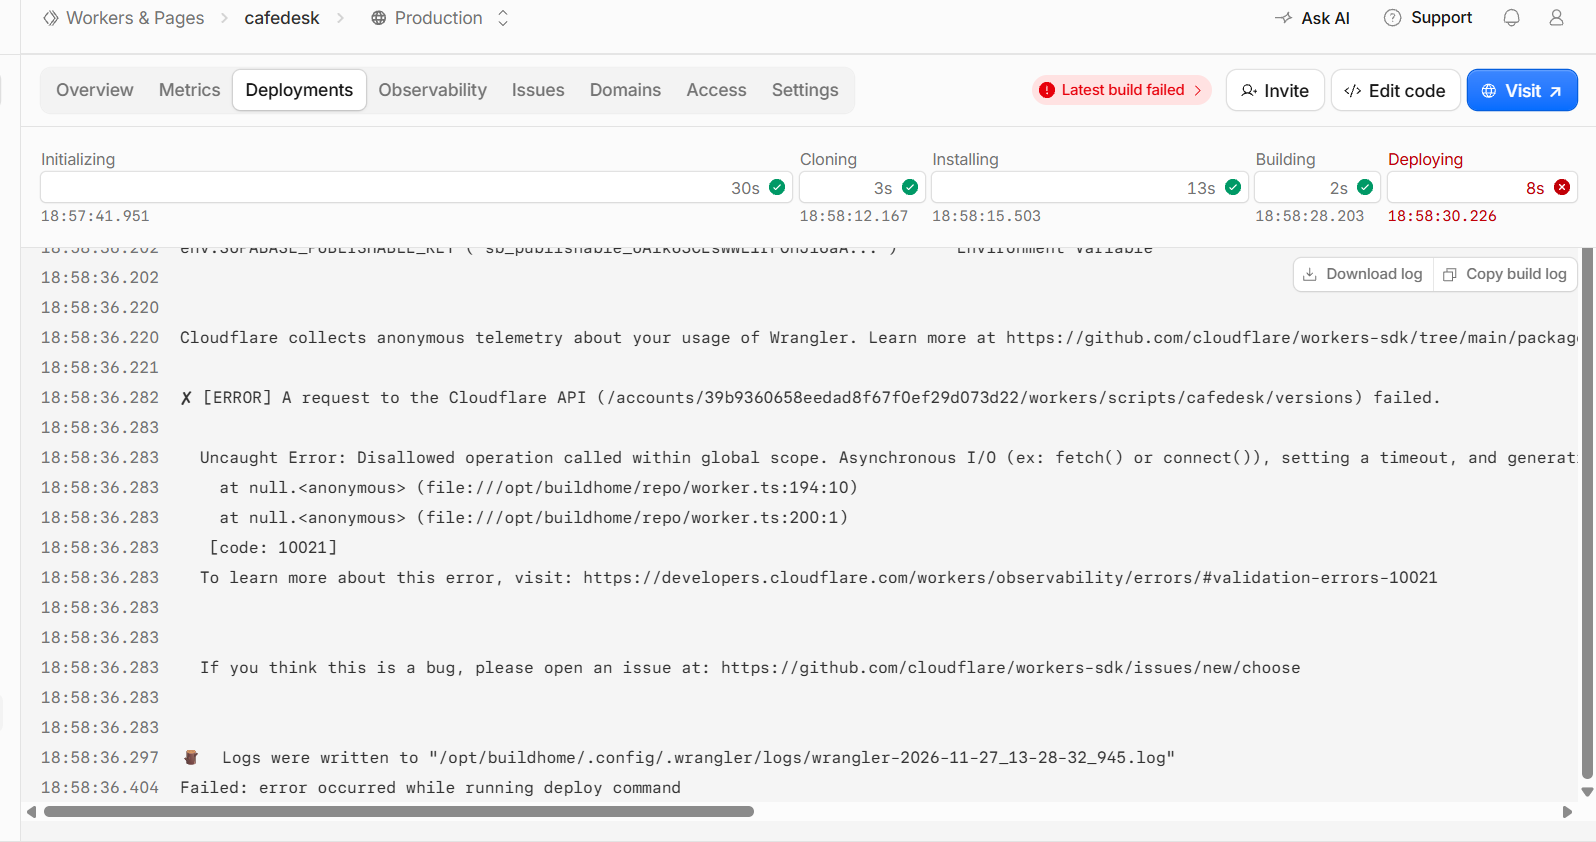 Workers & Pages > cafedesk > Production
Ask AI Support
Overview Metrics Deployments Observability Issues Domains Access Settings
Latest build failed > Invite </> Edit code Visit ↗
Initializing Cloning Installing Building Deploying
30s 3s 13s 2s 8s
18:57:41.951 18:58:12.167 18:58:15.503 18:58:28.203 18:58:30.226
18:58:36.202 env.SUPABASE_PUBLISHABLE_KEY Environment Variable
18:58:36.202
Download log Copy build log
18:58:36.220
18:58:36.220 Cloudflare collects anonymous telemetry about your usage of Wrangler. Learn more at https://github.com/cloudflare/workers-sdk/tree/main/packag
18:58:36.221
18:58:36.282 ✗ [ERROR] A request to the Cloudflare API (/accounts/39b9360658eedad8f67f0ef29d073d22/workers/scripts/cafedesk/versions) failed.
18:58:36.283
18:58:36.283 Uncaught Error: Disallowed operation called within global scope. Asynchronous I/O (ex: fetch() or connect()), setting a timeout, and generati
18:58:36.283 at null.<anonymous> (file:///opt/buildhome/repo/worker.ts:194:10)
18:58:36.283 at null.<anonymous> (file:///opt/buildhome/repo/worker.ts:200:1)
18:58:36.283 [code: 10021]
18:58:36.283 To learn more about this error, visit: https://developers.cloudflare.com/workers/observability/errors/#validation-errors-10021
18:58:36.283
18:58:36.283
18:58:36.283 If you think this is a bug, please open an issue at: https://github.com/cloudflare/workers-sdk/issues/new/choose
18:58:36.283
18:58:36.283
18:58:36.297 🪵 Logs were written to "/opt/buildhome/.config/.wrangler/logs/wrangler-2026-11-27_13-28-32_945.log"
18:58:36.404 Failed: error occurred while running deploy command